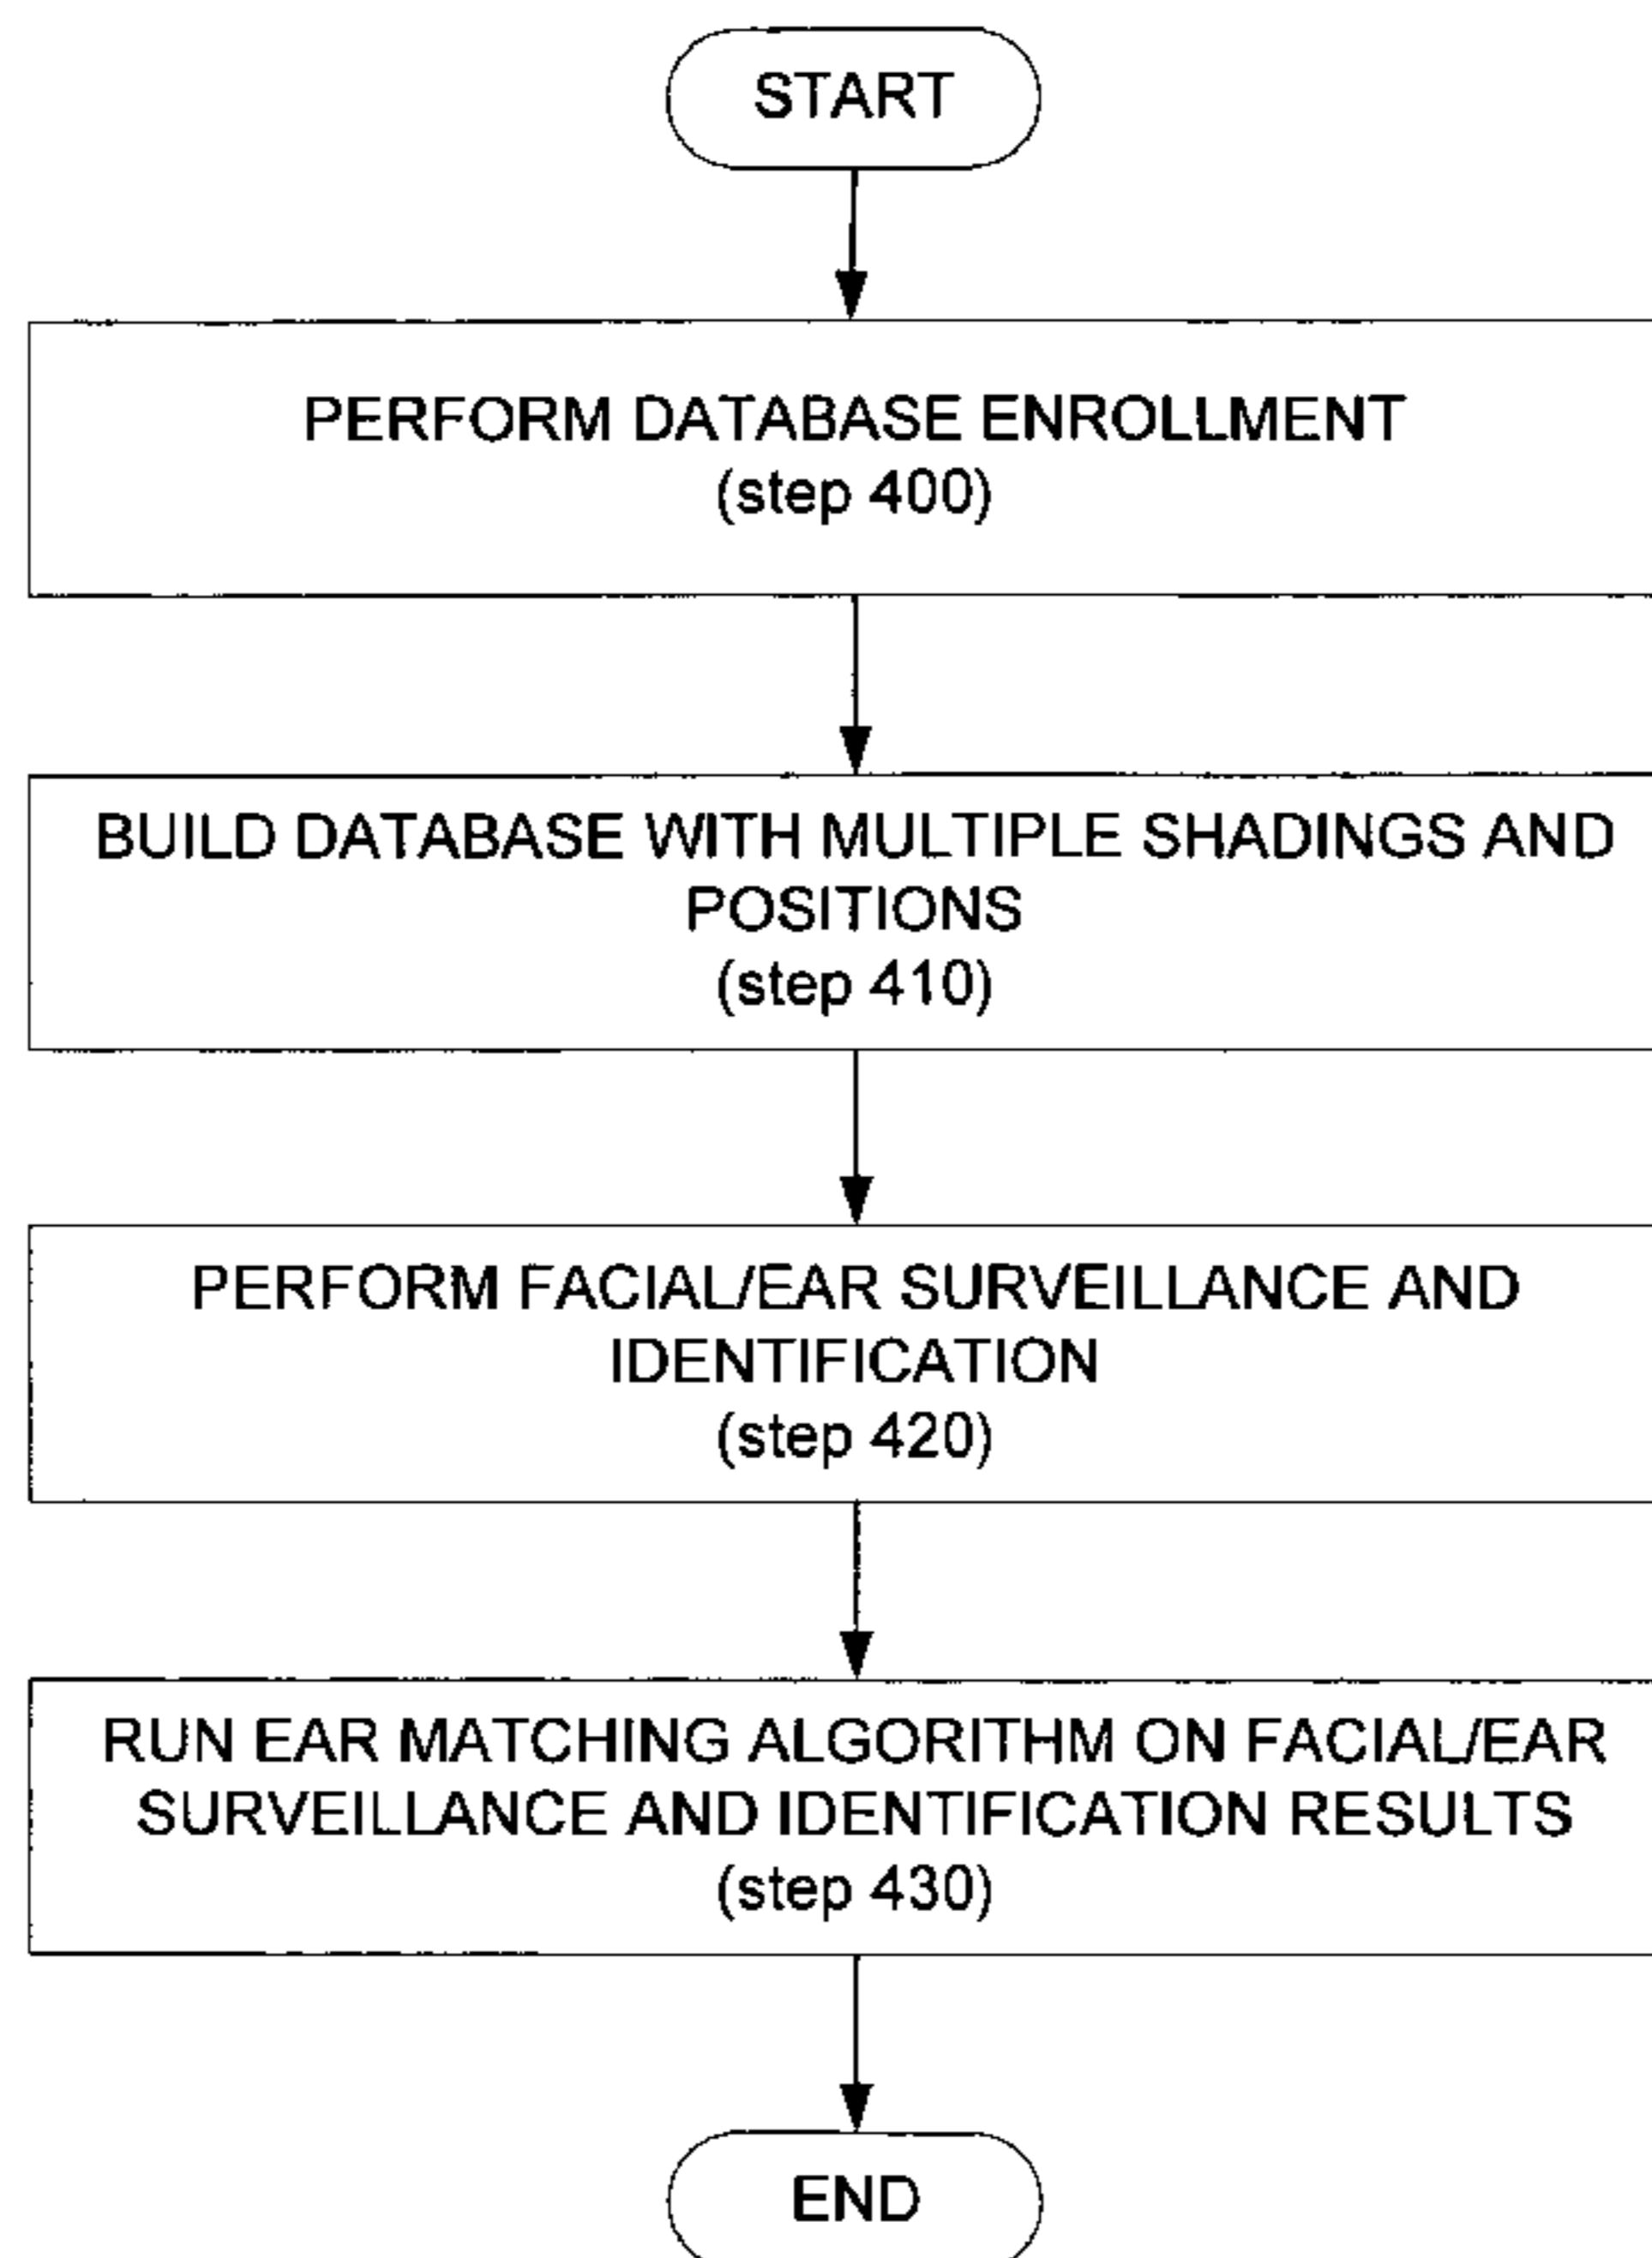 START
PERFORM DATABASE ENROLLMENT
(step 400)
BUILD DATABASE WITH MULTIPLE SHADINGS AND
POSITIONS
(step 410)
PERFORM FACIAL/EAR SURVEILLANCE AND
IDENTIFICATION
(step 420)
RUN EAR MATCHING ALGORITHM ON FACIAL/EAR
SURVEILLANCE AND IDENTIFICATION RESULTS
(step 430)
END